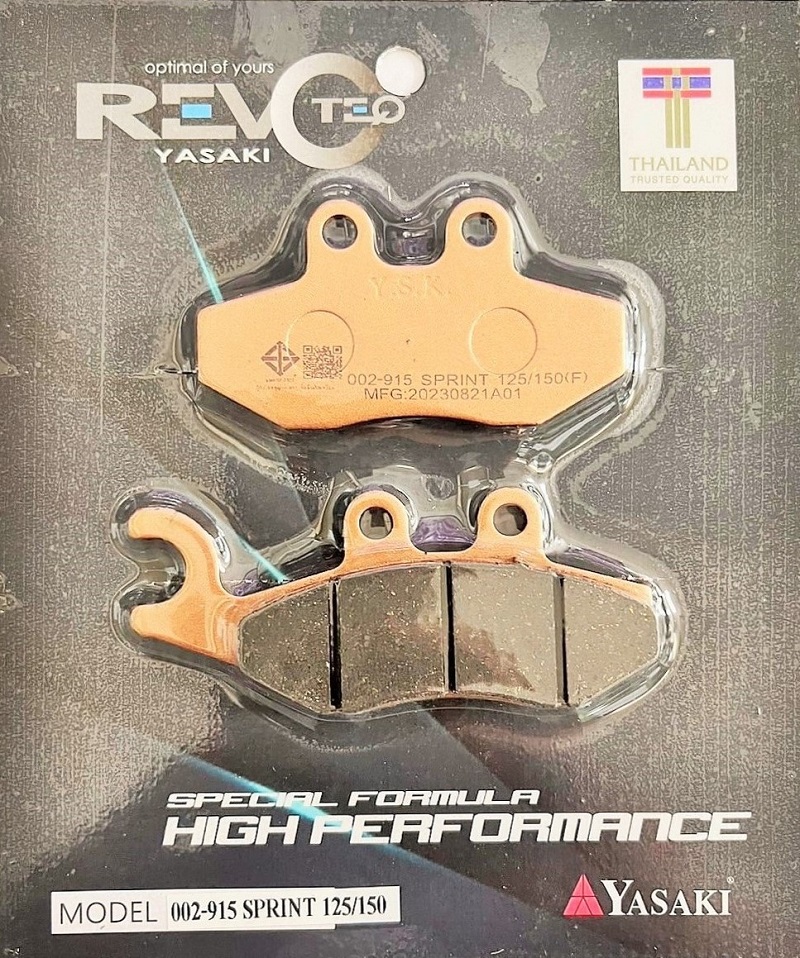 optimal of yours
REVO TEQ
YASAKI
THAILAND
TRUSTED QUALITY
Y.S.K.
002-915 SPRINT 125/150(F)
MFG:20230821A01
SPECIAL FORMULA
HIGH PERFORMANCE
MODEL 002-915 SPRINT 125/150
YASAKI®